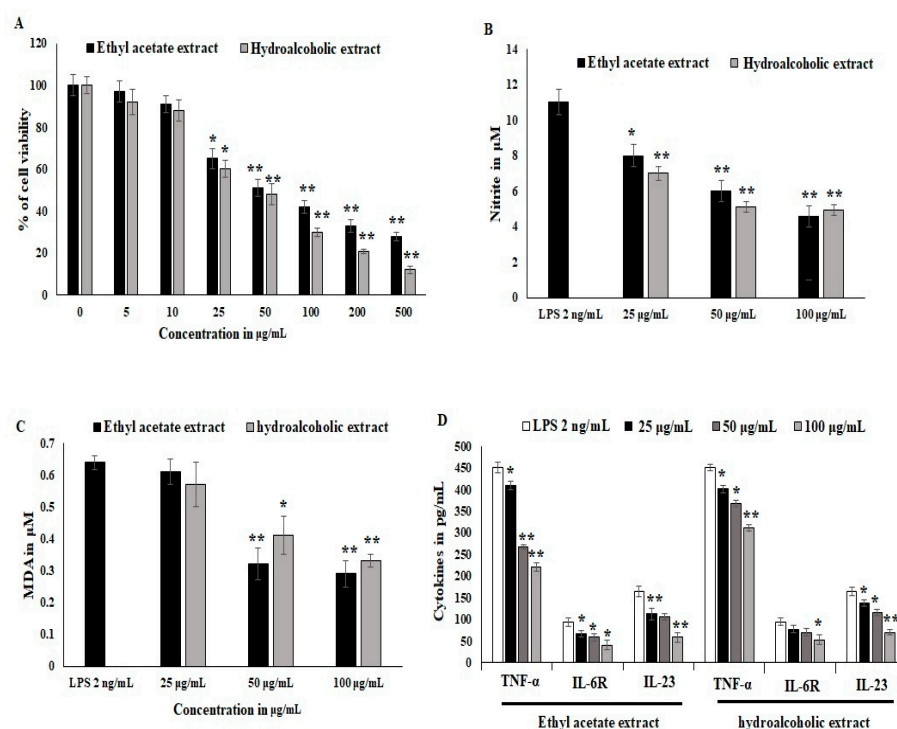 A
Ethyl acetate extract Hydroalcoholic extract
120
100
80
60
40
20
0
% of cell viability
* *
** **
** **
** **
** **
0 5 10 25 50 100 200 500
Concentration in µg/mL
B
Ethyl acetate extract Hydroalcoholic extract
14
12
10
8
6
4
2
0
Nitrite in µM
* **
** **
** **
LPS 2 ng/mL 25 µg/mL 50 µg/mL 100 µg/mL
C
Ethyl acetate extract hydroalcoholic extract
0.7
0.6
0.5
0.4
0.3
0.2
0.1
0
MDA in µM
** *
** **
LPS 2 ng/mL 25 µg/mL 50 µg/mL 100 µg/mL
Concentration in µg/mL
D
LPS 2 ng/mL 25 µg/mL 50 µg/mL 100 µg/mL
500
450
400
350
300
250
200
150
100
50
0
Cytokines in pg/mL
* ** **
* * *
** **
* * **
*
* * **
TNF-α IL-6R IL-23 TNF-α IL-6R IL-23
Ethyl acetate extract hydroalcoholic extract